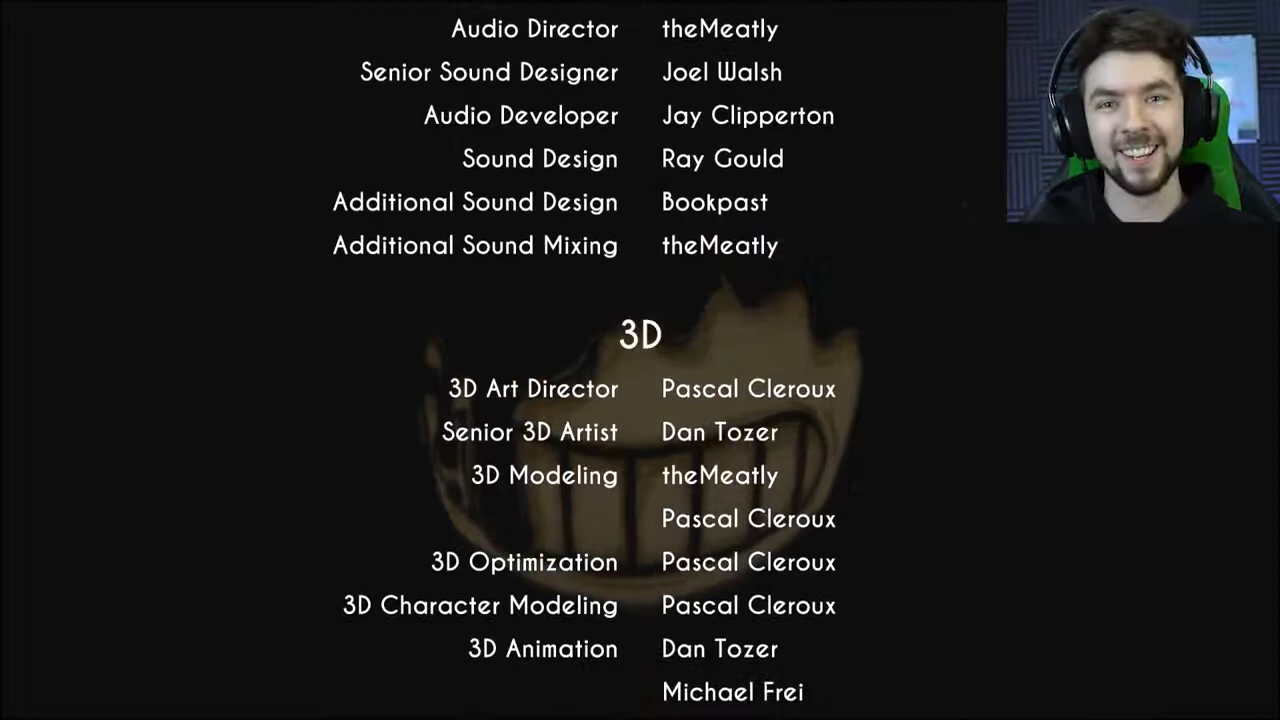 Audio Director theMeatly
Senior Sound Designer Joel Walsh
Audio Developer Jay Clipperton
Sound Design Ray Gould
Additional Sound Design Bookpast
Additional Sound Mixing theMeatly
3D
3D Art Director Pascal Cleroux
Senior 3D Artist Dan Tozer
3D Modeling theMeatly
Pascal Cleroux
3D Optimization Pascal Cleroux
3D Character Modeling Pascal Cleroux
3D Animation Dan Tozer
Michael Frei